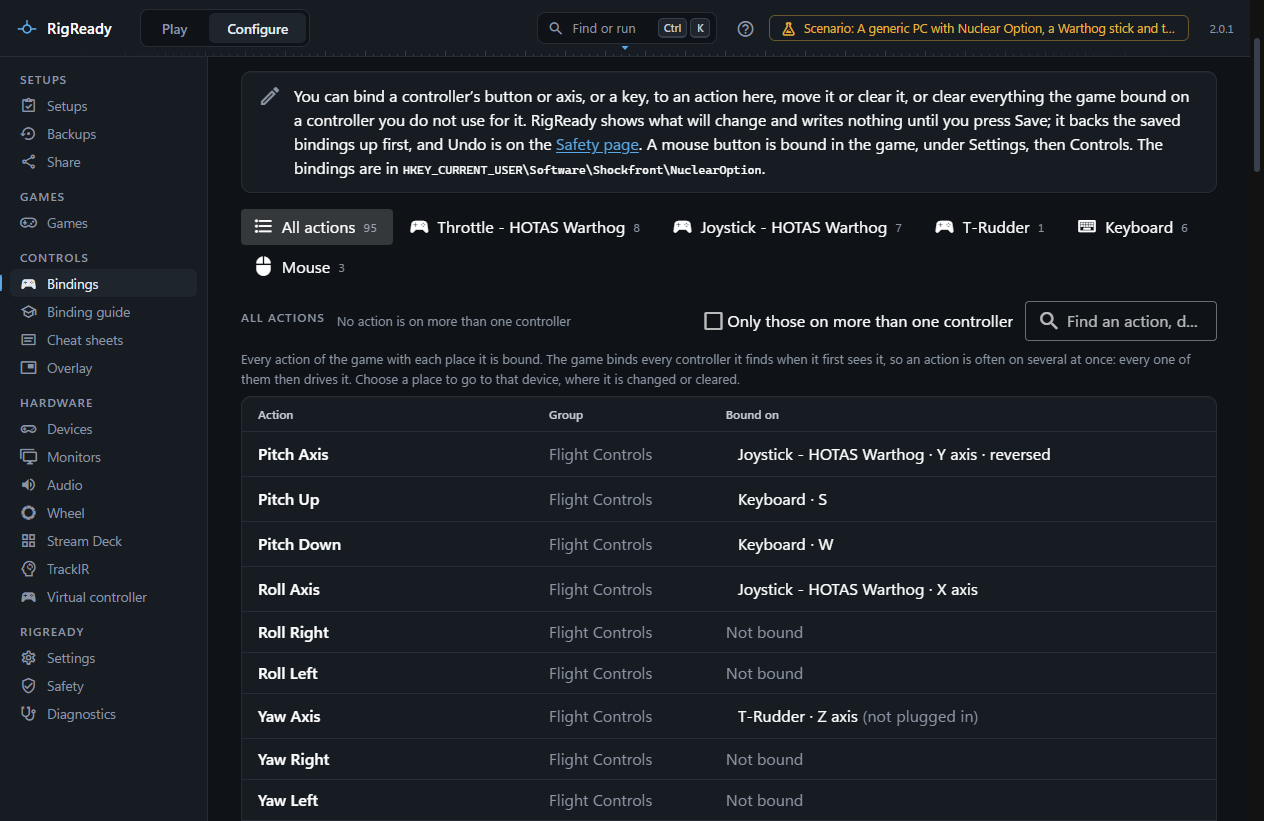 RigReady
Play
Configure
Find or run
Ctrl
K
Scenario: A generic PC with Nuclear Option, a Warthog stick and t...
2.0.1
SETUPS
Setups
Backups
Share
GAMES
Games
CONTROLS
Bindings
Binding guide
Cheat sheets
Overlay
HARDWARE
Devices
Monitors
Audio
Wheel
Stream Deck
TrackIR
Virtual controller
RIGREADY
Settings
Safety
Diagnostics
You can bind a controller’s button or axis, or a key, to an action here, move it or clear it, or clear everything the game bound on
a controller you do not use for it. RigReady shows what will change and writes nothing until you press Save; it backs the saved
bindings up first, and Undo is on the Safety page. A mouse button is bound in the game, under Settings, then Controls. The
bindings are in HKEY_CURRENT_USER\Software\Shockfront\NuclearOption.
All actions 95
Throttle - HOTAS Warthog 8
Joystick - HOTAS Warthog 7
T-Rudder 1
Keyboard 6
Mouse 3
ALL ACTIONS
No action is on more than one controller
Only those on more than one controller
Find an action, d...
Every action of the game with each place it is bound. The game binds every controller it finds when it first sees it, so an action is often on several at once: every one of
them then drives it. Choose a place to go to that device, where it is changed or cleared.
Action Group Bound on
Pitch Axis Flight Controls Joystick - HOTAS Warthog · Y axis · reversed
Pitch Up Flight Controls Keyboard · S
Pitch Down Flight Controls Keyboard · W
Roll Axis Flight Controls Joystick - HOTAS Warthog · X axis
Roll Right Flight Controls Not bound
Roll Left Flight Controls Not bound
Yaw Axis Flight Controls T-Rudder · Z axis (not plugged in)
Yaw Right Flight Controls Not bound
Yaw Left Flight Controls Not bound